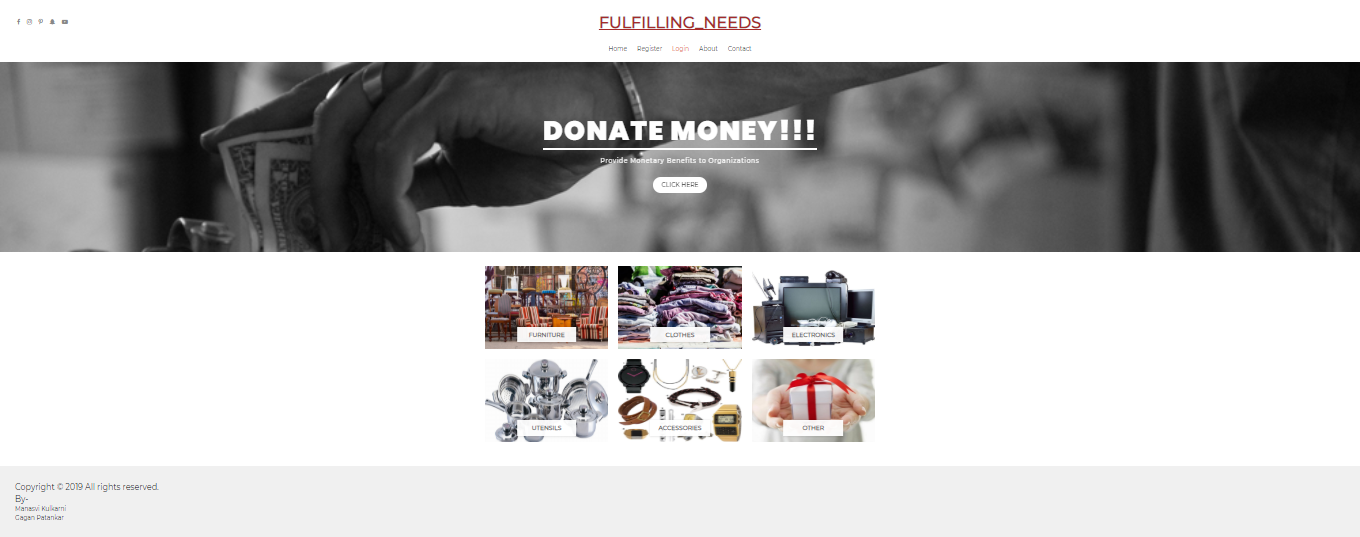 FULFILLING_NEEDS
Home Register Login About Contact
DONATE MONEY!!!
Provide Monetary Benefits to Organizations
CLICK HERE
FURNITURE CLOTHES ELECTRONICS
UTENSILS ACCESSORIES OTHER
Copyright © 2019 All rights reserved.
By-
Manasvi Kulkarni
Gagan Patankar